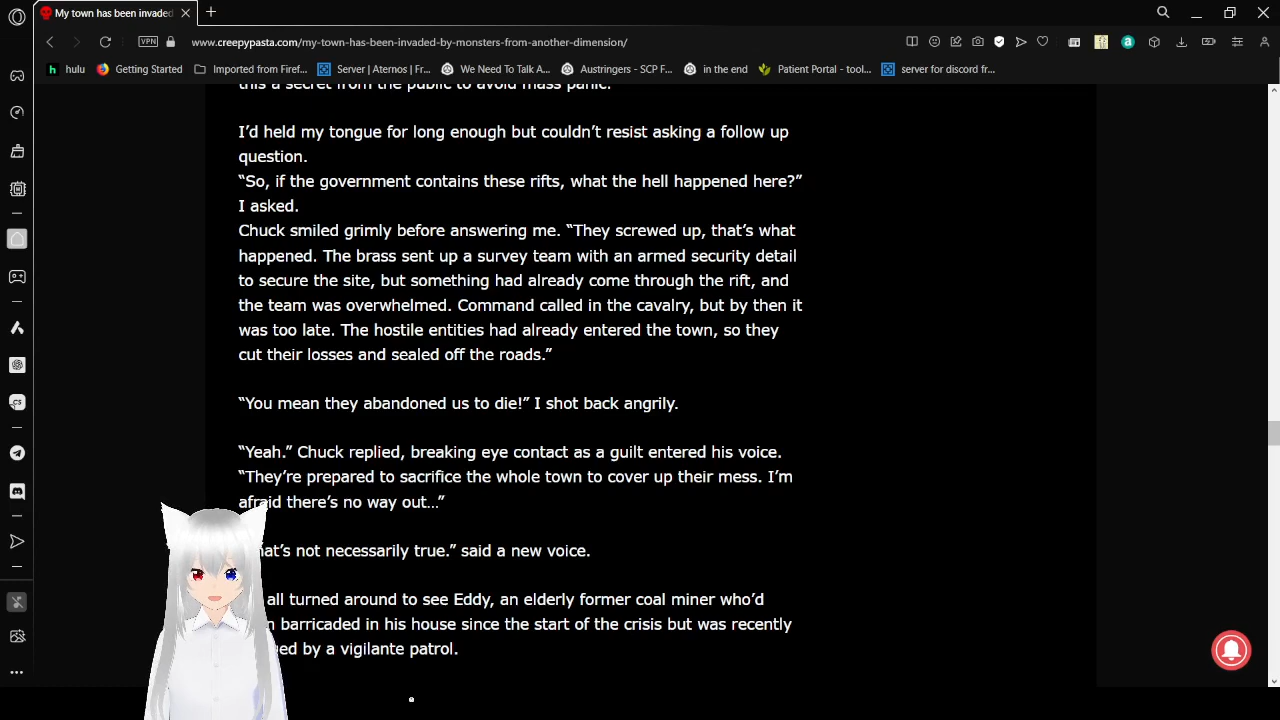 My town has been invaded
VPN
www.creepypasta.com/my-town-has-been-invaded-by-monsters-from-another-dimension/
hulu
Getting Started
Imported from Firef...
Server | Aternos | Fr...
We Need To Talk A...
Austringers - SCP F...
in the end
Patient Portal - tool...
server for discord fr...
this a secret from the public to avoid mass panic.
I’d held my tongue for long enough but couldn’t resist asking a follow up
question.
“So, if the government contains these rifts, what the hell happened here?”
I asked.
Chuck smiled grimly before answering me. “They screwed up, that’s what
happened. The brass sent up a survey team with an armed security detail
to secure the site, but something had already come through the rift, and
the team was overwhelmed. Command called in the cavalry, but by then it
was too late. The hostile entities had already entered the town, so they
cut their losses and sealed off the roads.”
“You mean they abandoned us to die!” I shot back angrily.
“Yeah.” Chuck replied, breaking eye contact as a guilt entered his voice.
“They’re prepared to sacrifice the whole town to cover up their mess. I’m
afraid there’s no way out…”
hat’s not necessarily true.” said a new voice.
all turned around to see Eddy, an elderly former coal miner who’d
barricaded in his house since the start of the crisis but was recently
ued by a vigilante patrol.